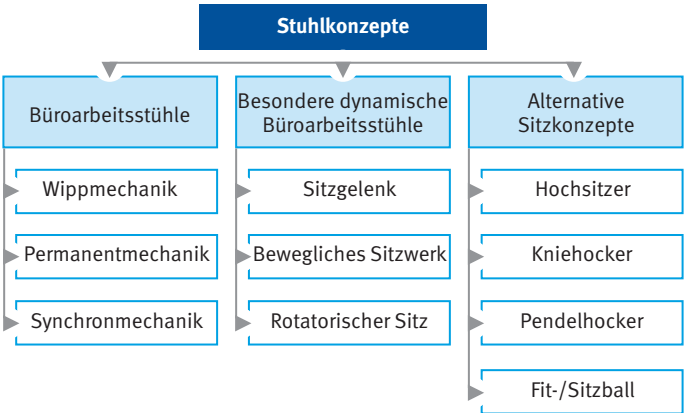 Stuhlkonzepte
Büroarbeitsstühle
Wippmechanik
Permanentmechanik
Synchronmechanik
Besondere dynamische
Büroarbeitsstühle
Sitzgelenk
Bewegliches Sitzwerk
Rotatorischer Sitz
Alternative
Sitzkonzepte
Hochsitzer
Kniehocker
Pendelhocker
Fit-/Sitzball